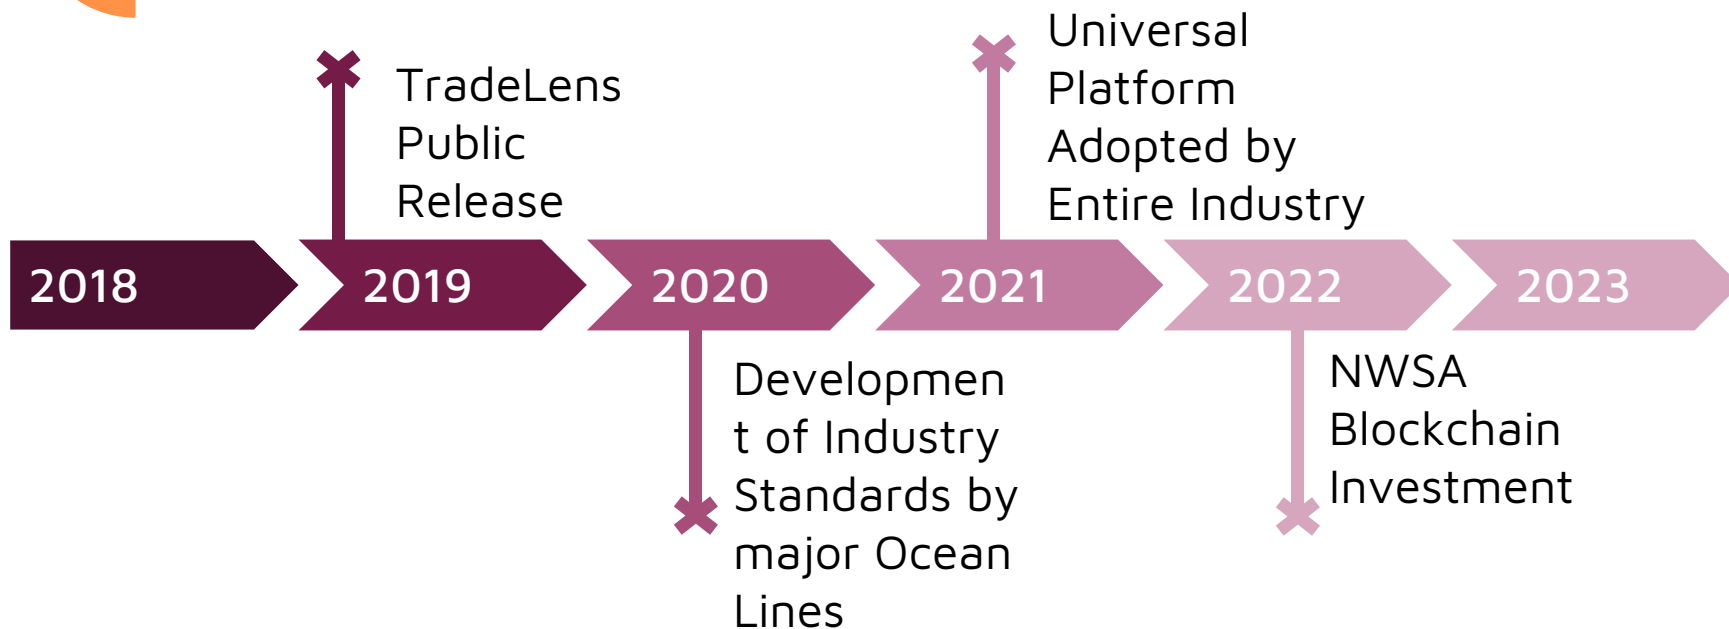 TradeLens
Public
Release
Universal
Platform
Adopted by
Entire Industry
2018
2019
2020
2021
2022
2023
Developmen
t of Industry
Standards by
major Ocean
Lines
NWSA
Blockchain
Investment